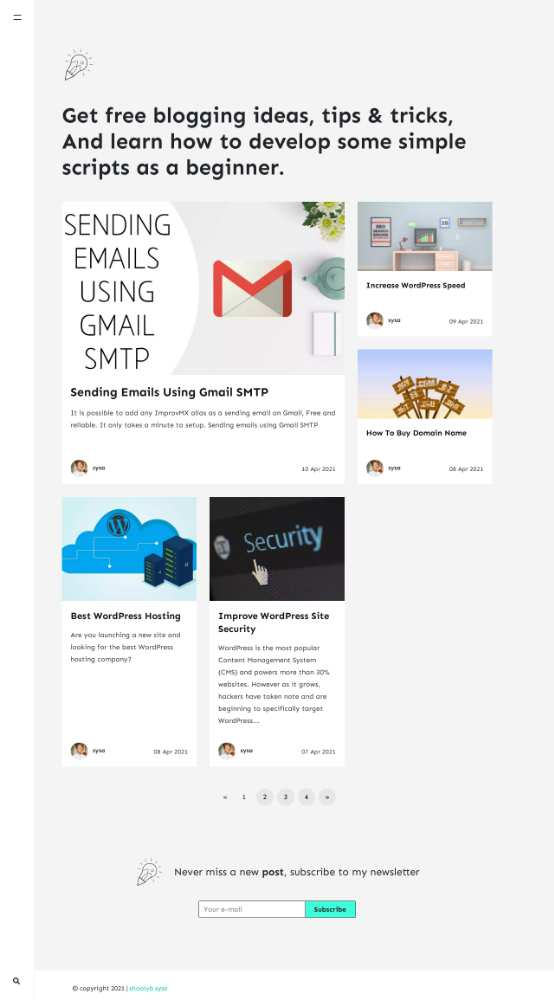 Get free blogging ideas, tips & tricks,
And learn how to develop some simple
scripts as a beginner.
SENDING
EMAILS
USING
GMAIL
SMTP
Sending Emails Using Gmail SMTP
It is possible to add any ImprovMX alias as a sending email on Gmail, Free and
reliable. It only takes a minute to setup. Sending emails using Gmail SMTP
sysa
10 Apr 2021
Increase WordPress Speed
sysa
09 Apr 2021
How To Buy Domain Name
sysa
08 Apr 2021
Best WordPress Hosting
Are you launching a new site and
looking for the best WordPress
hosting company?
sysa
08 Apr 2021
Security
Improve WordPress Site
Security
WordPress is the most popular
Content Management System
(CMS) and powers more than 30%
websites. However as it grows,
hackers have taken note and are
beginning to specifically target
WordPress...
sysa
07 Apr 2021
« 1 2 3 4 »
Never miss a new post, subscribe to my newsletter
Your e-mail
Subscribe
© copyright 2021 | shoaiyb sysa